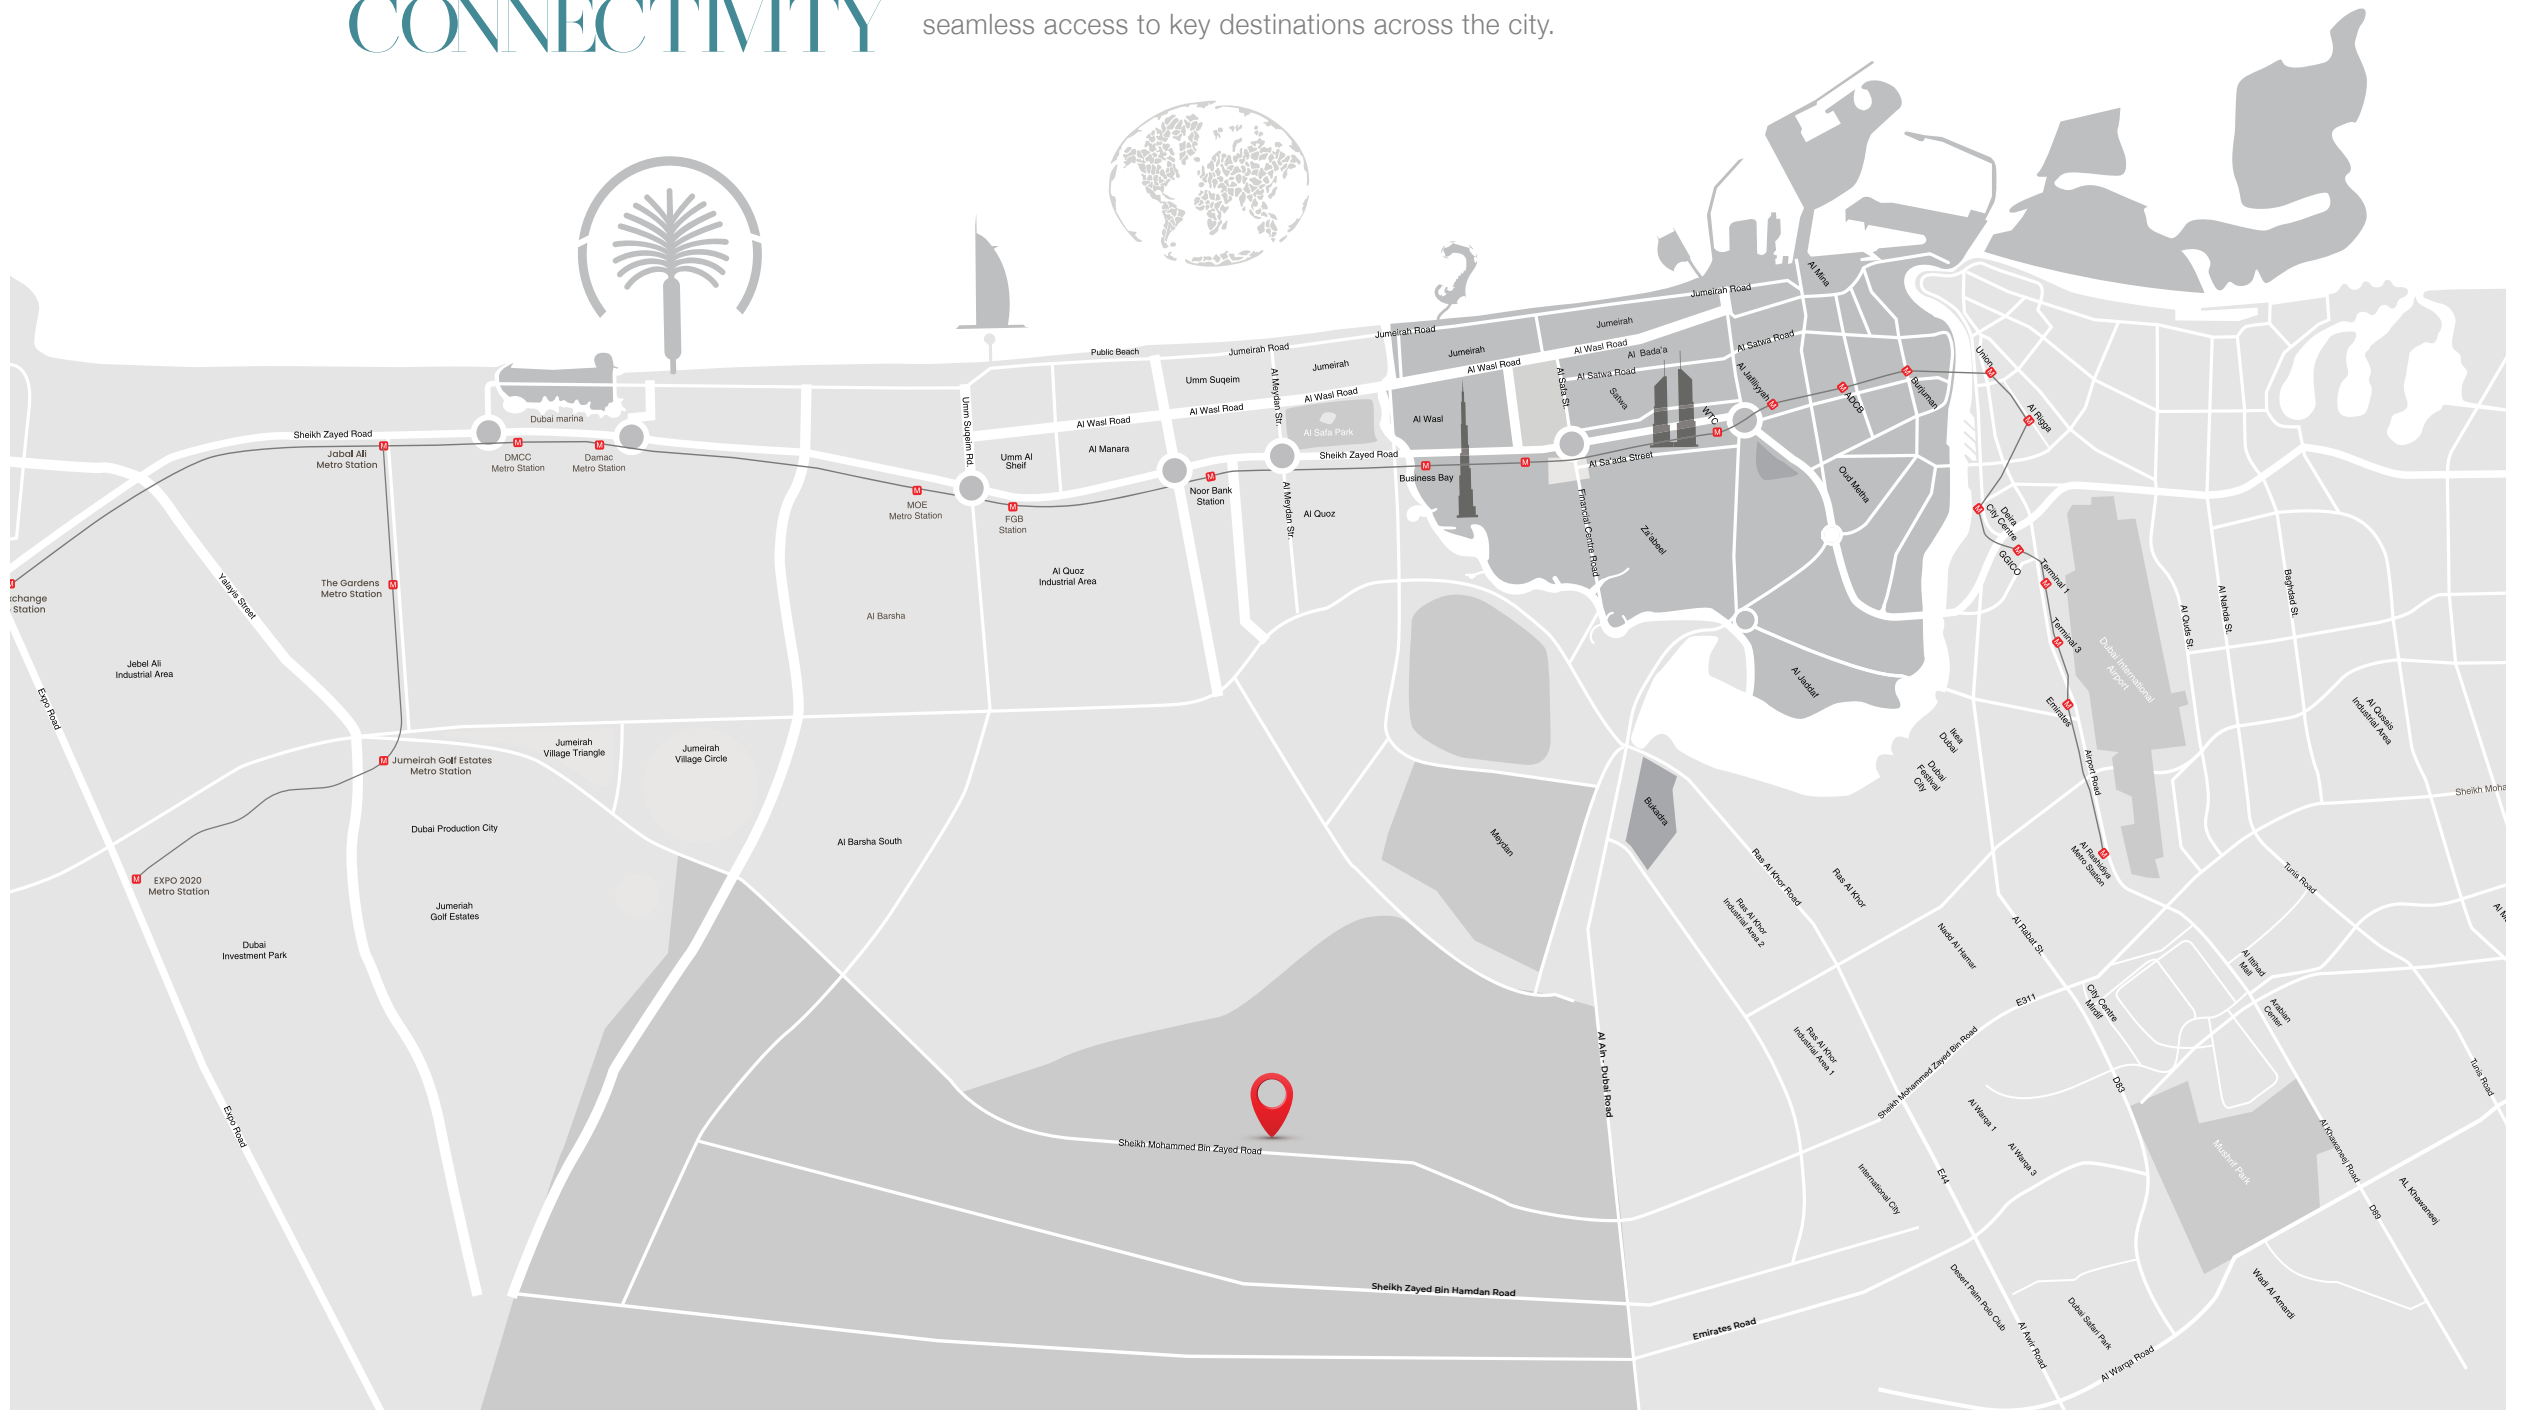 CONNECTIVITY
seamless access to key destinations across the city.
Al Mina
Jumeirah Road
Jumeirah
Jumeirah Road
Al Satwa Road
Al Wasl Road
Al Bada'a
Jumeirah Road
Public Beach
Jumeirah
Jumeirah
Al Wasl Road
Al Satwa Road
Umm Suqeim
Al Meydan Str.
Al Wasl Road
Al Wasl Road
Al Wasl Road
Al Safa St.
Satwa
Al Jafiliyyah
ADCB
Burjuman
Union
Al Rigga
WTC
Al Wasl
Al Safa Park
Dubai marina
Sheikh Zayed Road
Jabal Ali
Metro Station
DMCC
Metro Station
Damac
Metro Station
Umm Suqeim Rd.
Umm Al
Sheif
Al Manara
Sheikh Zayed Road
Al Sa'ada Street
Business Bay
Oud Metha
MOE
Metro Station
FGB
Station
Noor Bank
Station
Al Meydan Str.
Al Quoz
Financial Centre Road
Za'abeel
Deira
City Centre
GGICO
Terminal 1
Terminal 3
Emirates
Dubai International
Airport
Al Quds St.
Al Nahda St.
Baghdad St.
xchange
Station
The Gardens
Metro Station
Yalayis Street
Al Quoz
Industrial Area
Al Barsha
Jebel Ali
Industrial Area
Expo Road
Al Jaddaf
Ikea
Dubai
Dubai
Festival
City
Airport Road
Al Qusais
Industrial Area
Sheikh Moha
Jumeirah Golf Estates
Metro Station
Jumeirah
Village Triangle
Jumeirah
Village Circle
Dubai Production City
Al Barsha South
Meydan
Bukadra
EXPO 2020
Metro Station
Jumeriah
Golf Estates
Dubai
Investment Park
Ras Al Khor Road
Ras Al Khor
Ras Al Khor
Industrial Area 2
Al Rashidiya
Metro Station
Tunis Road
Nadd Al Hamar
Al Rabat St.
Al Ittihad
Mall
City Centre
Mirdif
Arabian
Center
E311
Sheikh Mohammed Zayed Bin Road
Ras Al Khor
Industrial Area 1
Al Ain - Dubai Road
D83
Tunis Road
Expo Road
Sheikh Mohammed Bin Zayed Road
Al Warqa 1
Al Warqa 3
Mushrif Park
Al Khawaneej Road
AL Khawaneej
D89
International City
E44
Sheikh Zayed Bin Hamdan Road
Emirates Road
Desert Palm Polo Club
Al Awir Road
Dubai Safari Park
Al Warqa Road
Wadi Al Amardi